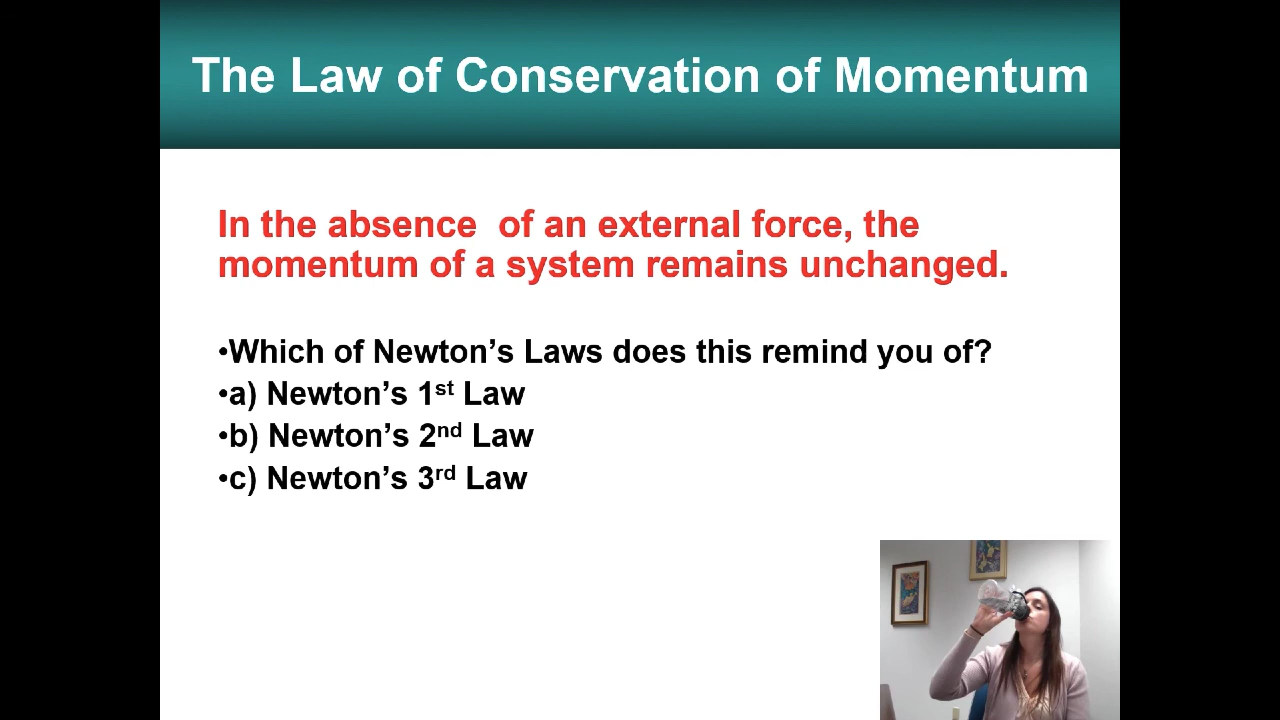 The Law of Conservation of Momentum
In the absence  of an external force, the
momentum of a system remains unchanged.
•Which of Newton’s Laws does this remind you of?
•a) Newton’s 1st Law
•b) Newton’s 2nd Law
•c) Newton’s 3rd Law